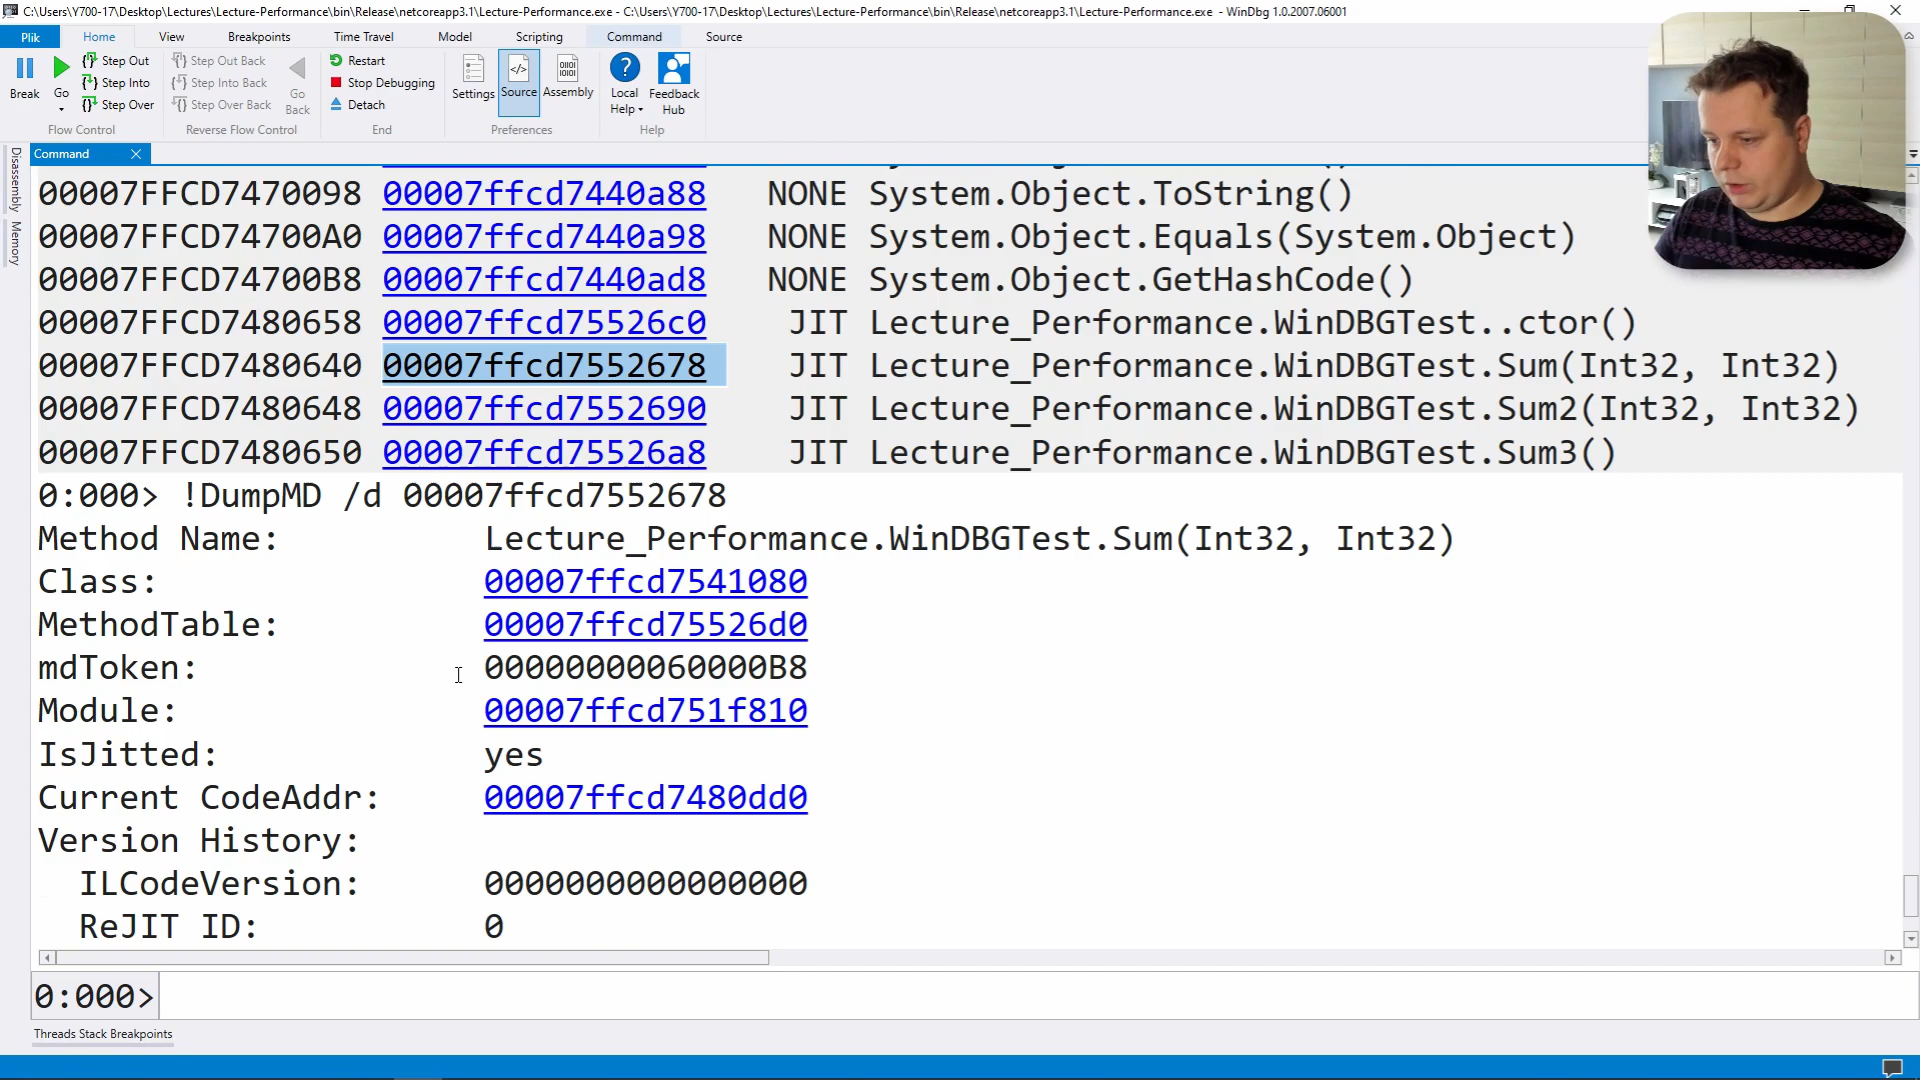 C:\Users\Y700-17\Desktop\Lectures\Lecture-Performance\bin\Release\netcoreapp3.1\Lecture-Performance.exe - C:\Users\Y700-17\Desktop\Lectures\Lecture-Performance\bin\Release\netcoreapp3.1\Lecture-Performance.exe - WinDbg 1.0.2007.06001
Plik Home View Breakpoints Time Travel Model Scripting Command Source
Break
Go
Step Out
Step Into
Step Over
Flow Control
Step Out Back
Step Into Back
Step Over Back
Go Back
Reverse Flow Control
Restart
Stop Debugging
Detach
End
Settings Source Assembly
Preferences
Local Help
Feedback Hub
Help
Command
Disassembly
Memory
00007FFCD7470098 00007ffcd7440a88 NONE System.Object.ToString()
00007FFCD74700A0 00007ffcd7440a98 NONE System.Object.Equals(System.Object)
00007FFCD74700B8 00007ffcd7440ad8 NONE System.Object.GetHashCode()
00007FFCD7480658 00007ffcd75526c0 JIT Lecture_Performance.WinDBGTest..ctor()
00007FFCD7480640 00007ffcd7552678 JIT Lecture_Performance.WinDBGTest.Sum(Int32, Int32)
00007FFCD7480648 00007ffcd7552690 JIT Lecture_Performance.WinDBGTest.Sum2(Int32, Int32)
00007FFCD7480650 00007ffcd75526a8 JIT Lecture_Performance.WinDBGTest.Sum3()
0:000> !DumpMD /d 00007ffcd7552678
Method Name: Lecture_Performance.WinDBGTest.Sum(Int32, Int32)
Class: 00007ffcd7541080
MethodTable: 00007ffcd75526d0
mdToken: 00000000060000B8
Module: 00007ffcd751f810
IsJitted: yes
Current CodeAddr: 00007ffcd7480dd0
Version History:
ILCodeVersion: 0000000000000000
ReJIT ID: 0
0:000>
Threads Stack Breakpoints